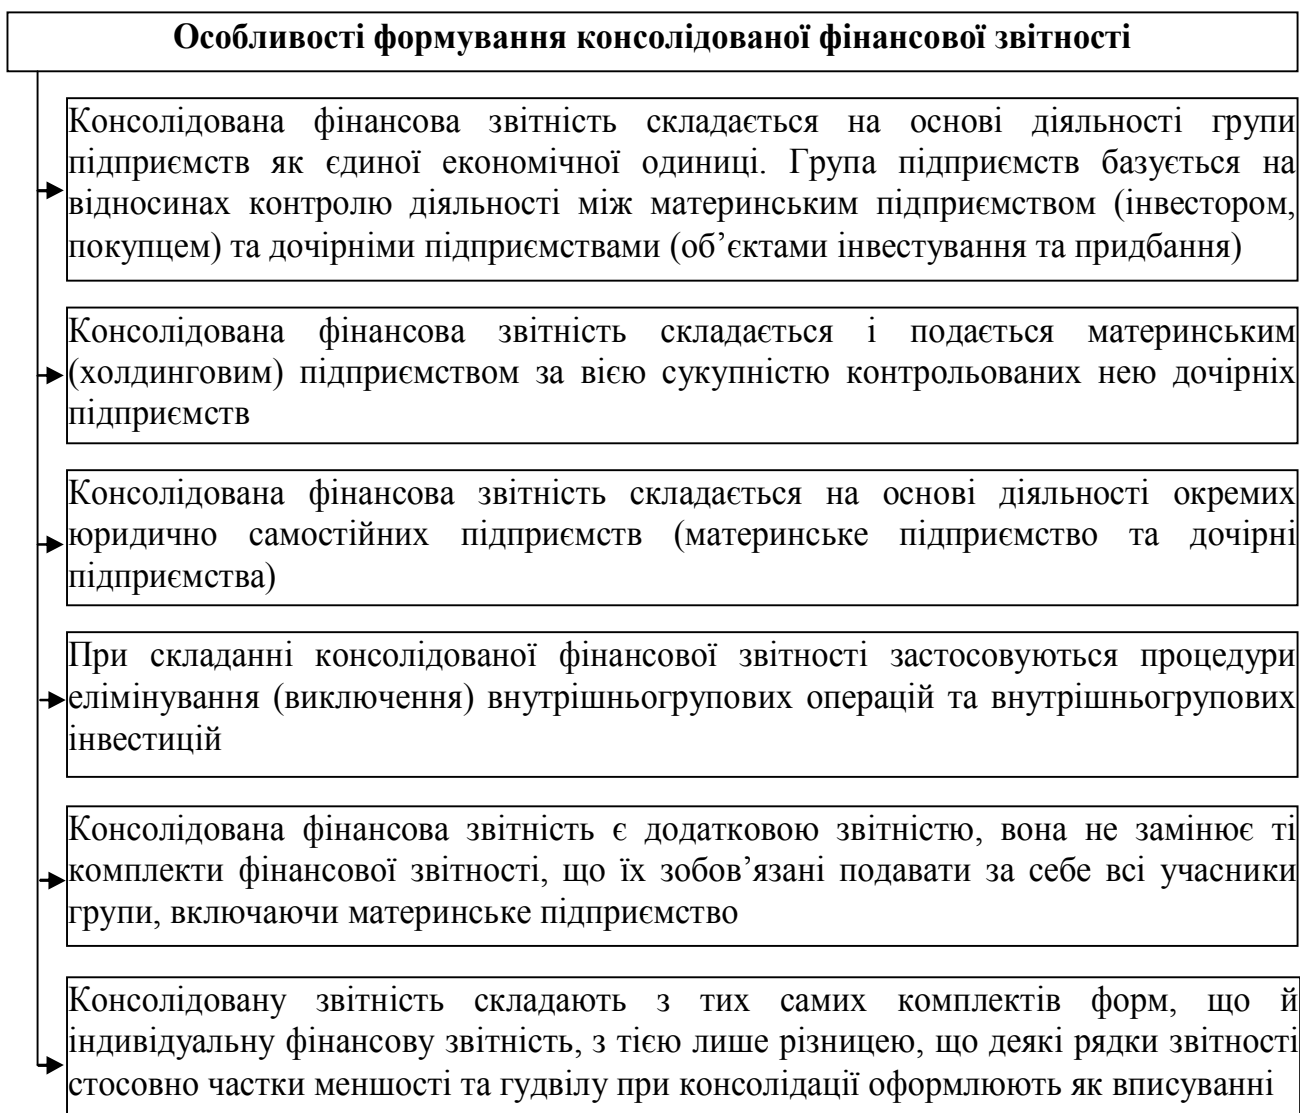 Особливості формування консолідованої фінансової звітності
Консолідована фінансова звітність складається на основі діяльності групи
підприємств як єдиної економічної одиниці. Група підприємств базується на
відносинах контролю діяльності між материнським підприємством (інвестором,
покупцем) та дочірніми підприємствами (об’єктами інвестування та придбання)
Консолідована фінансова звітність складається і подається материнським
(холдинговим) підприємством за вією сукупністю контрольованих нею дочірніх
підприємств
Консолідована фінансова звітність складається на основі діяльності окремих
юридично самостійних підприємств (материнське підприємство та дочірні
підприємства)
При складанні консолідованої фінансової звітності застосовуються процедури
елімінування (виключення) внутрішньогрупових операцій та внутрішньогрупових
інвестицій
Консолідована фінансова звітність є додатковою звітністю, вона не замінює ті
комплекти фінансової звітності, що їх зобов’язані подавати за себе всі учасники
групи, включаючи материнське підприємство
Консолідовану звітність складають з тих самих комплектів форм, що й
індивідуальну фінансову звітність, з тією лише різницею, що деякі рядки звітності
стосовно частки меншості та гудвілу при консолідації оформлюють як вписуванні